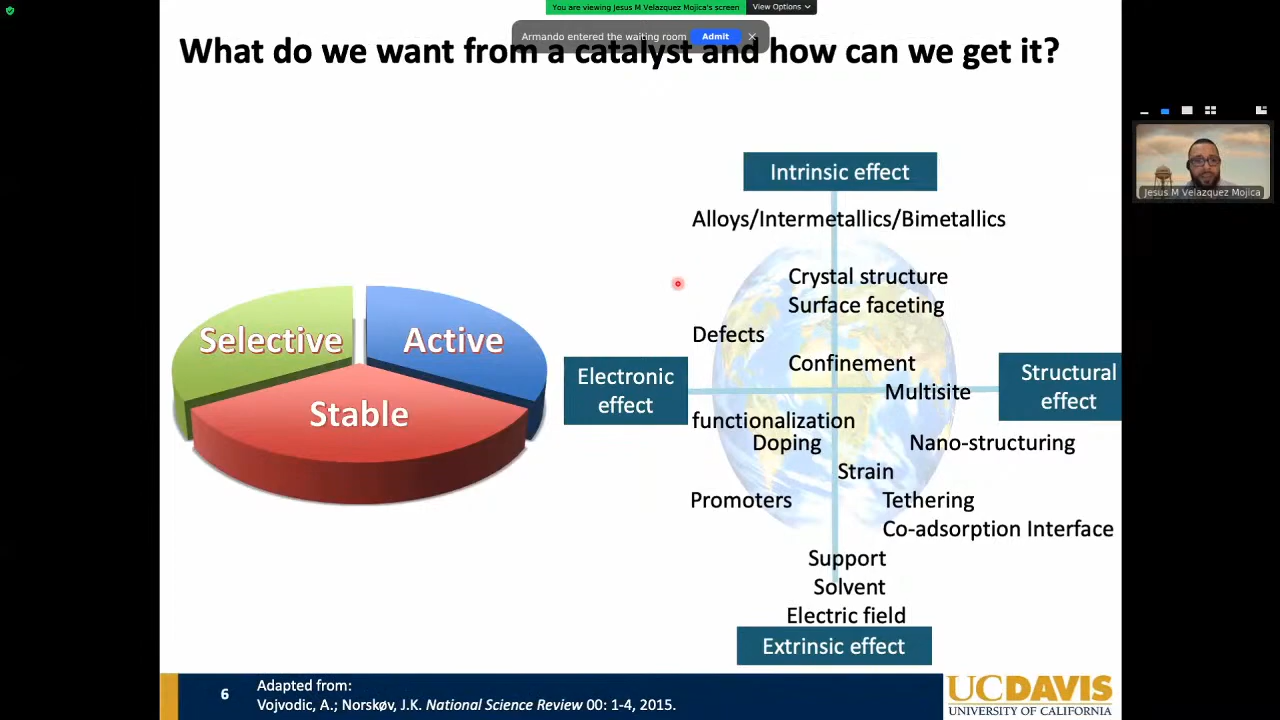 You are viewing Jesus M Velazquez Mojica's screen
View Options
Armando entered the waiting room
Admit
What do we want from a catalyst and how can we get it?
Jesus M Velazquez Mojica
Intrinsic effect
Alloys/Intermetallics/Bimetallics
Crystal structure
Surface faceting
Defects
Confinement
Multisite
Electronic
effect
Structural
effect
functionalization
Doping
Nano-structuring
Strain
Promoters
Tethering
Co-adsorption Interface
Support
Solvent
Electric field
Extrinsic effect
Selective
Active
Stable
6
Adapted from:
Vojvodic, A.; Norskøv, J.K. National Science Review 00: 1-4, 2015.
UCDAVIS
UNIVERSITY OF CALIFORNIA